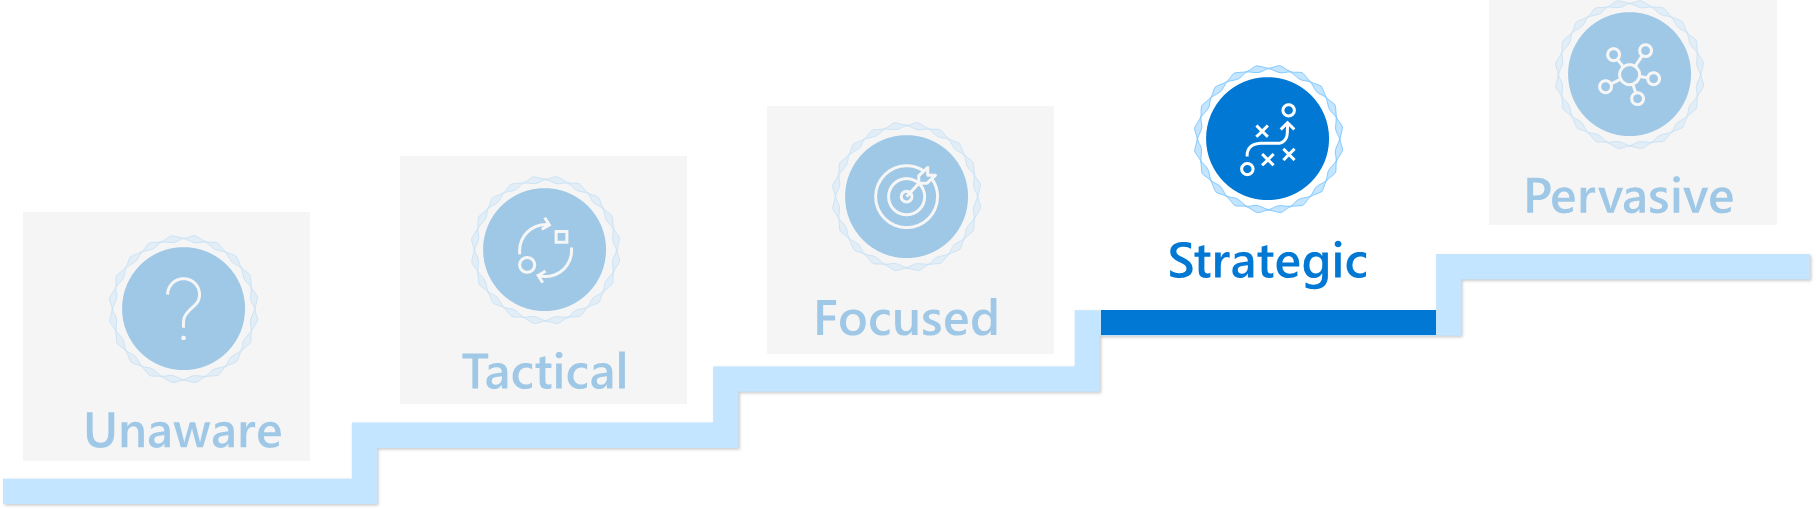 Unaware
Tactical
Focused
Strategic
Pervasive